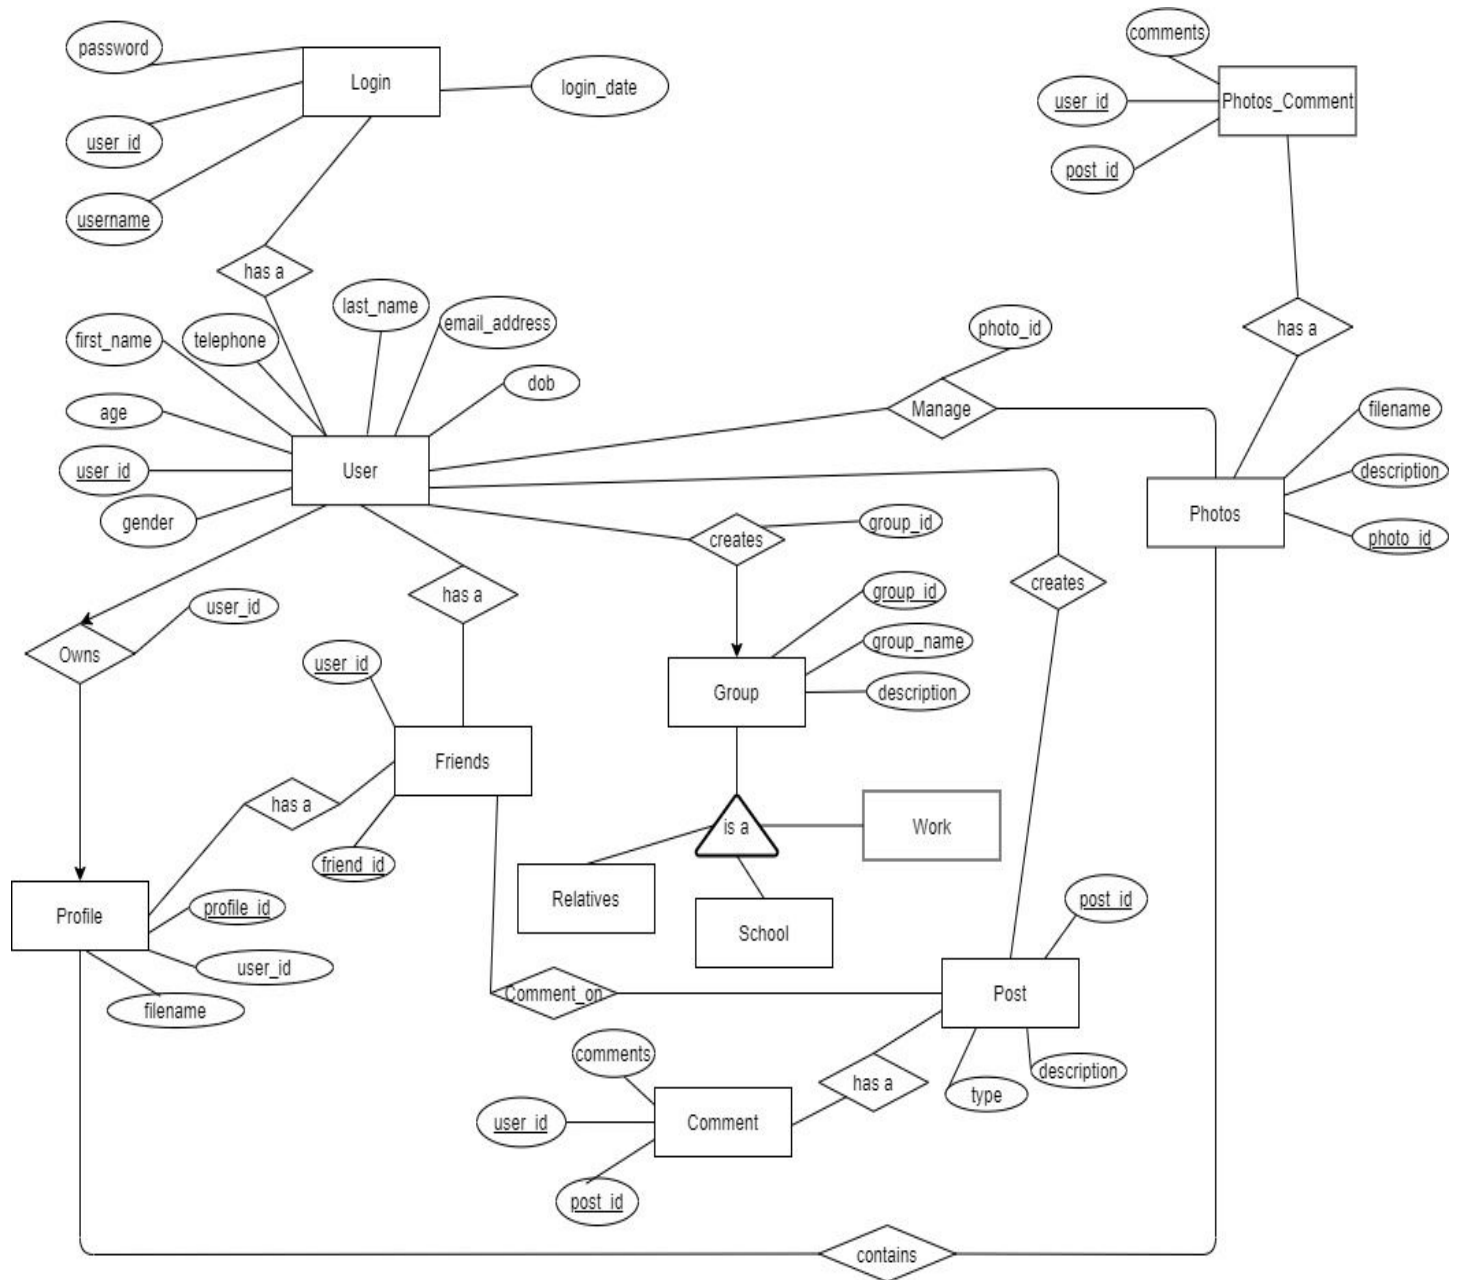 password
Login
login_date
user_id
username
has a
comments
Photos_Comment
user_id
post_id
has a
first_name
telephone
last_name
email_address
dob
age
user_id
gender
User
photo_id
Manage
filename
description
photo_id
Photos
creates
group_id
creates
Owns
user_id
has a
group_id
group_name
description
Group
user_id
Friends
friend_id
has a
is a
Work
Relatives
School
Profile
profile_id
user_id
filename
Comment_on
post_id
Post
type
description
has a
comments
user_id
post_id
Comment
contains